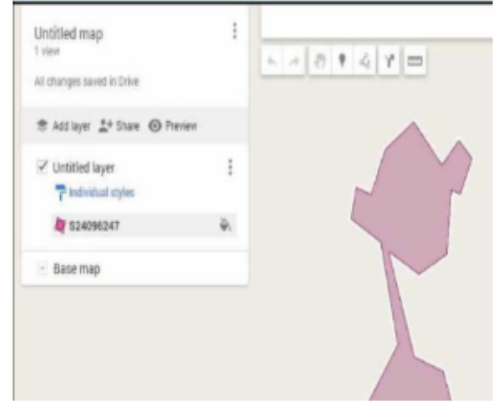 Untitled map
1 view
All changes saved in Drive
Add layer Share Preview
Untitled layer
Individual styles
S24096247
Base map